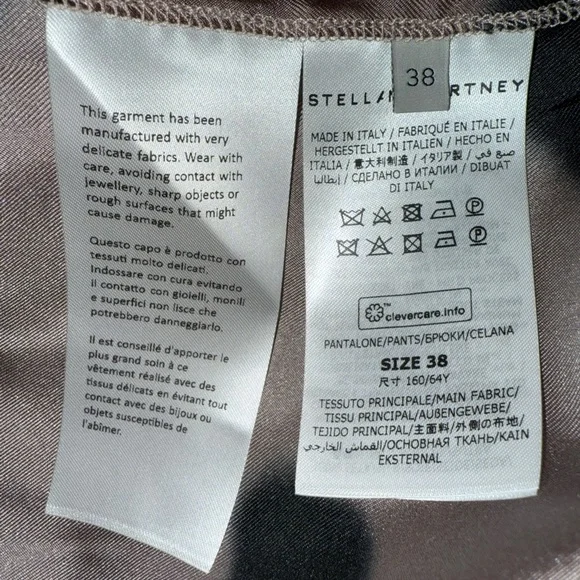 This garment has been
manufactured with very
delicate fabrics. Wear with
care, avoiding contact with
jewellery, sharp objects or
rough surfaces that might
cause damage.
Questo capo è prodotto con
tessuti molto delicati.
Indossare con cura evitando
il contatto con gioielli, monili
e superfici non lisce che
potrebbero danneggiarlo.
Il est conseillé d'apporter le
plus grand soin à ce
vêtement réalisé avec des
tissus délicats en évitant tout
contact avec des bijoux ou
objets susceptibles de
l'abîmer.
38
STELLA RTNEY
MADE IN ITALY / FABRIQUÉ EN ITALIE /
HERGESTELLT IN ITALIEN / HECHO EN
ITALIA / 意大利制造 / イタリア製 / صنع في
إيطاليا / СДЕЛАНО В ИТАЛИИ / DIBUAT
DI ITALY
clevercare.info
PANTALONE/PANTS/БРЮКИ/CELANA
SIZE 38
尺寸 160/64Y
TESSUTO PRINCIPALE/MAIN FABRIC/
TISSU PRINCIPAL/AUßENGEWEBE/
TEJIDO PRINCIPAL/主面料/外側の布地/
القماش الخارجي/ОСНОВНАЯ ТКАНЬ/KAIN
EKSTERNAL